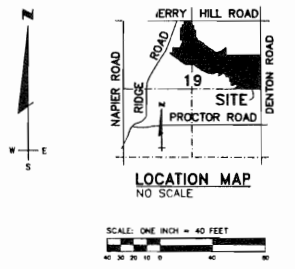 N
W E
S
HERRY HILL ROAD
NAPIER ROAD
RIDGE ROAD
DENTON ROAD
19
N
SITE
PROCTOR ROAD
LOCATION MAP
NO SCALE
SCALE: ONE INCH = 40 FEET
40 30 20 10 0 40 80